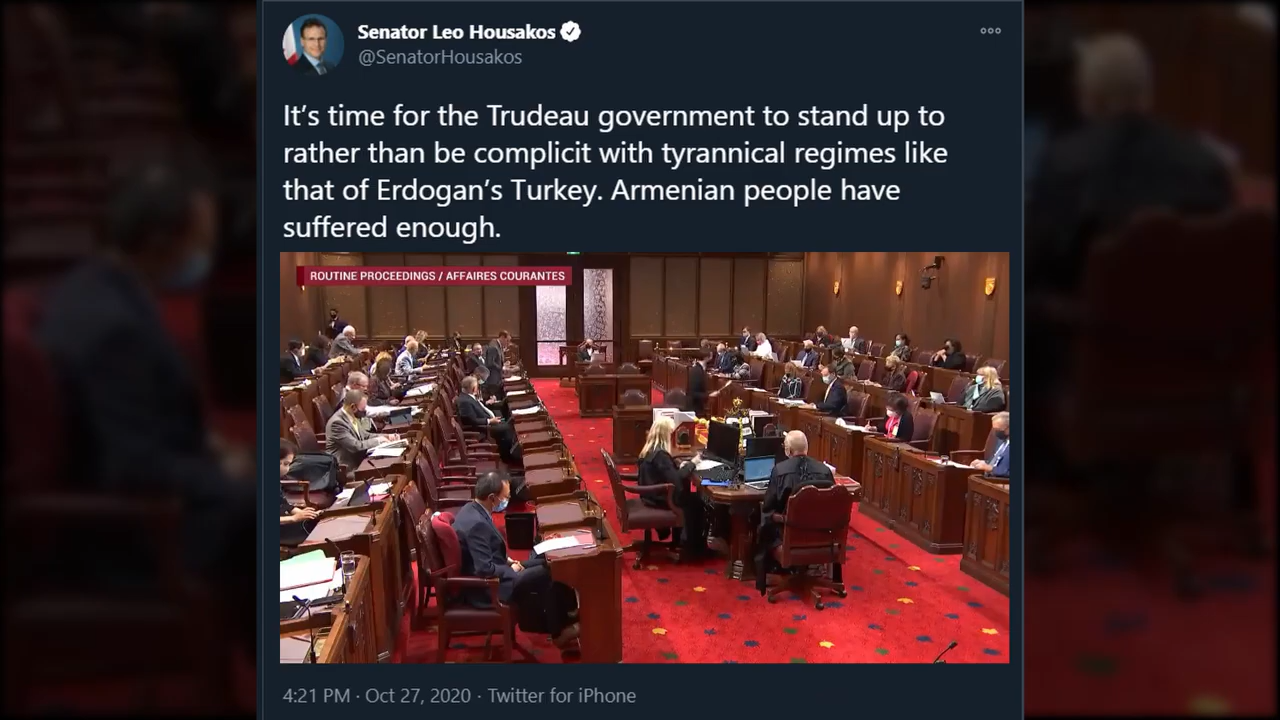 Senator Leo Housakos
@SenatorHousakos
It's time for the Trudeau government to stand up to
rather than be complicit with tyrannical regimes like
that of Erdogan's Turkey. Armenian people have
suffered enough.
ROUTINE PROCEEDINGS / AFFAIRES COURANTES
4:21 PM · Oct 27, 2020 · Twitter for iPhone